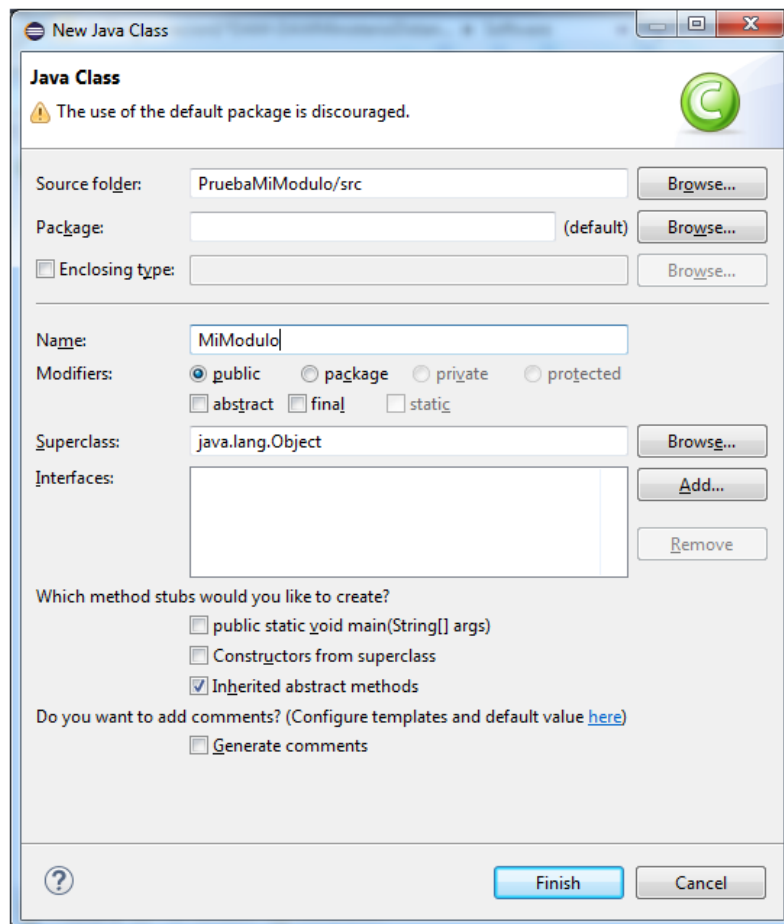 New Java Class
Java Class
The use of the default package is discouraged.
Source folder: PruebaMiModulo/src Browse...
Package: (default) Browse...
Enclosing type: Browse...
Name: MiModulo
Modifiers: public package private protected
abstract final static
Superclass: java.lang.Object Browse...
Interfaces: Add...
Remove
Which method stubs would you like to create?
public static void main(String[] args)
Constructors from superclass
Inherited abstract methods
Do you want to add comments? (Configure templates and default value here)
Generate comments
? Finish Cancel